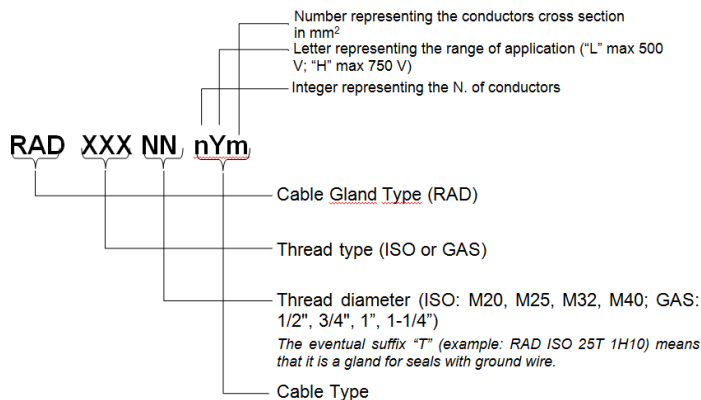 Number representing the conductors cross section
in mm²
Letter representing the range of application (“L” max 500
V; “H” max 750 V)
Integer representing the N. of conductors
RAD XXX NN nYm
Cable Gland Type (RAD)
Thread type (ISO or GAS)
Thread diameter (ISO: M20, M25, M32, M40; GAS:
1/2", 3/4", 1”, 1-1/4”)
The eventual suffix “T” (example: RAD ISO 25T 1H10) means
that it is a gland for seals with ground wire.
Cable Type